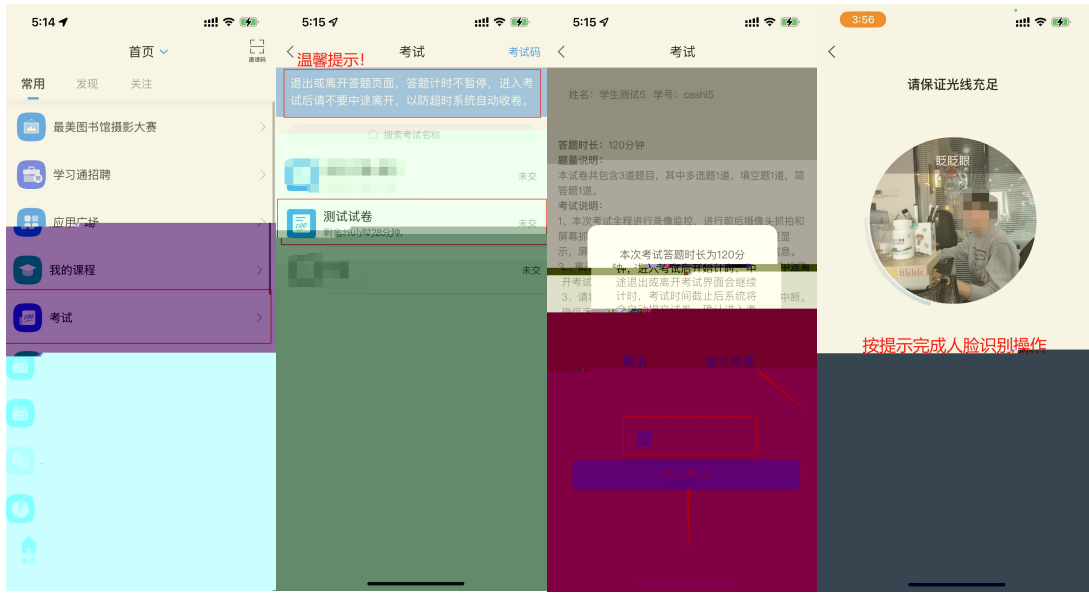 5:14
首页
邀请码
常用 发现 关注
最美图书馆摄影大赛
学习通招聘
应用广场
我的课程
考试
5:15
考试
考试码
温馨提示!
退出或离开答题页面,答题计时不暂停,进入考
试后请不要中途离开,以防超时系统自动收卷。
搜索考试名称
未交
测试试卷
未交
剩余110小时28分钟
未交
5:15
考试
姓名:学生测试5 学号:ceshi5
答题时长:120分钟
题量说明:
本试卷共包含3道题目,其中多选题1道,填空题1道,简
答题1道。
考试说明:
1、本次考试全程进行录像监控,进行前后摄像头抓拍和
屏幕抓
示,屏
本次考试答题时长为120分
钟,进入考试后开始计时,中
途退出或离开考试界面会继续
计时,考试时间截止后系统将
开考试
3、请
中断。
取消 进入考试
3:56
请保证光线充足
眨眨眼
按提示完成人脸识别操作